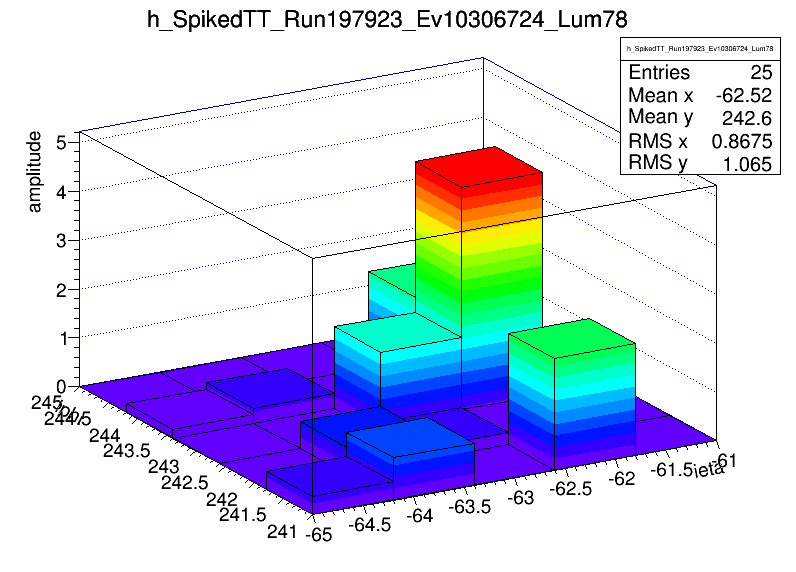 h_SpikedTT_Run197923_Ev10306724_Lum78
h_SpikedTT_Run197923_Ev10306724_Lum78
Entries 25
Mean x -62.52
Mean y 242.6
RMS x 0.8675
RMS y 1.065
amplitude
5
4
3
2
1
0
245
244.5
244
243.5
243
242.5
242
241.5
241
-65
-64.5
-64
-63.5
-63
-62.5
-62
-61.5
-61
ieta